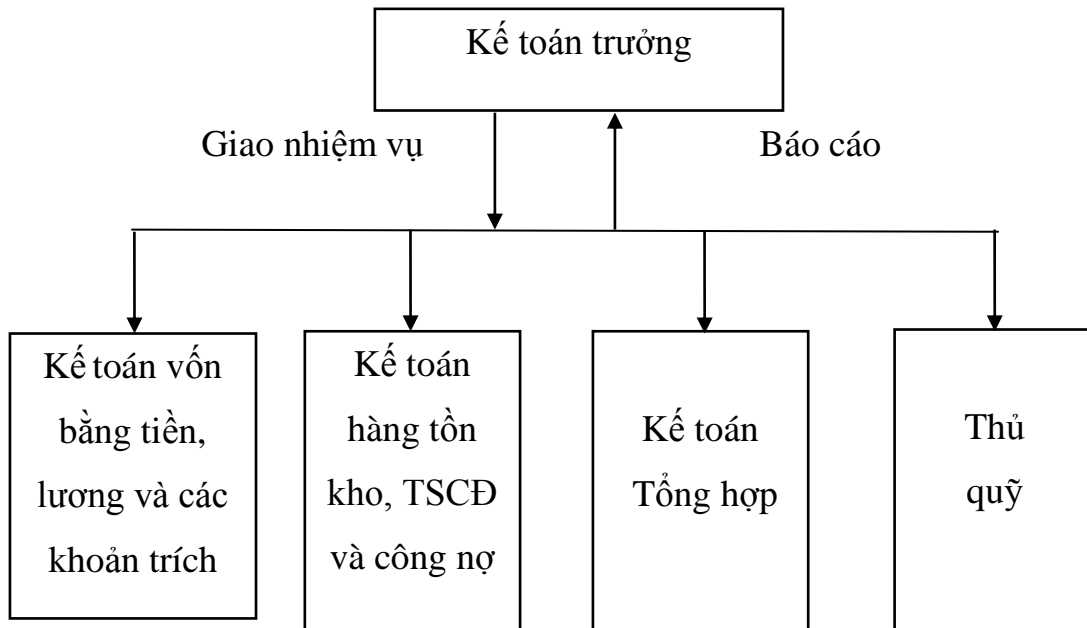 Kế toán trưởng
Giao nhiệm vụ
Báo cáo
Kế toán vốn
bằng tiền,
lương và các
khoản trích
Kế toán
hàng tồn
kho, TSCĐ
và công nợ
Kế toán
Tổng hợp
Thủ
quỹ